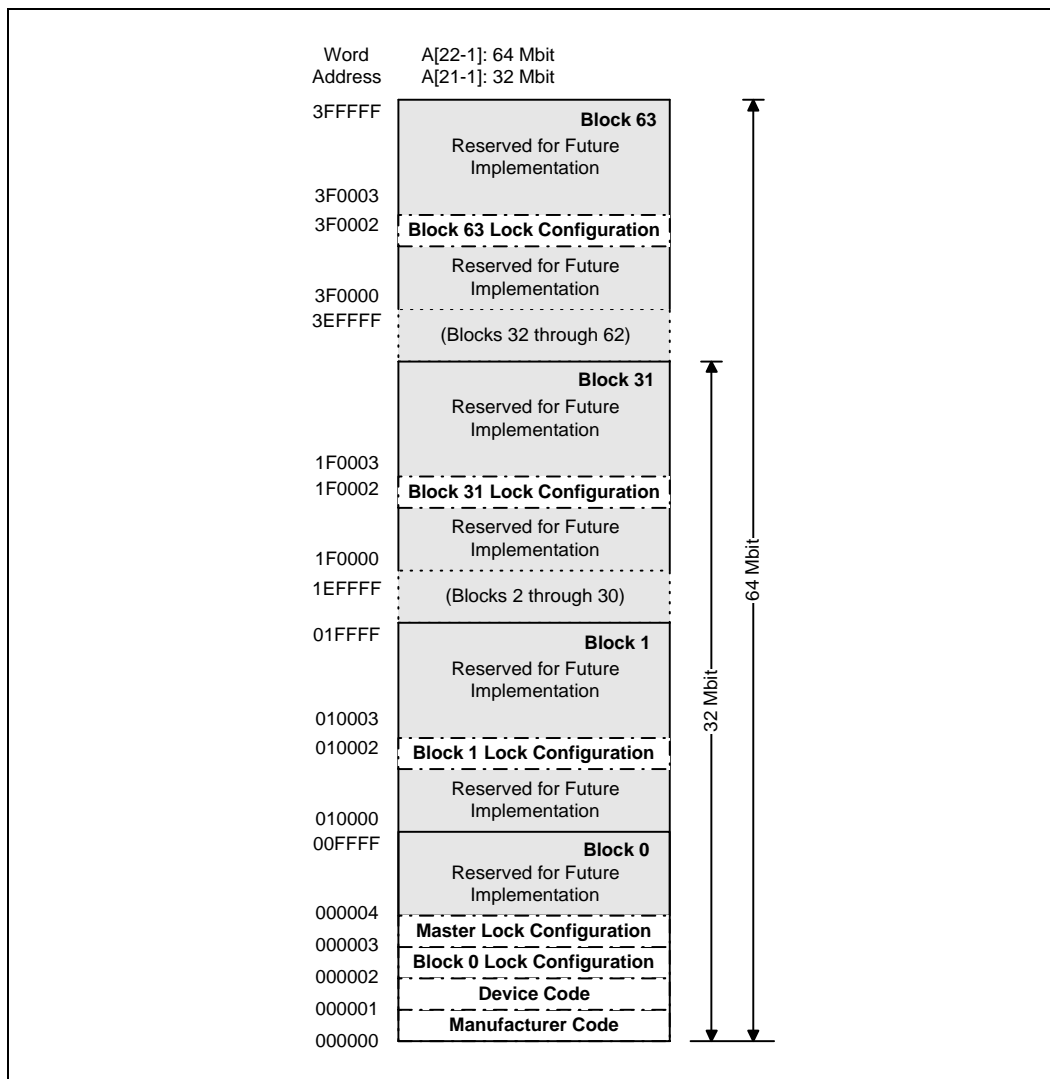 Word A[22-1]: 64 Mbit
Address A[21-1]: 32 Mbit
3FFFFF
Block 63
Reserved for Future
Implementation
3F0003
3F0002 Block 63 Lock Configuration
Reserved for Future
Implementation
3F0000
3EFFFF
(Blocks 32 through 62)
Block 31
Reserved for Future
Implementation
1F0003
1F0002 Block 31 Lock Configuration
Reserved for Future
Implementation
1F0000
1EFFFF (Blocks 2 through 30)
01FFFF
Block 1
Reserved for Future
Implementation
010003
010002 Block 1 Lock Configuration
Reserved for Future
Implementation
010000
00FFFF
Block 0
Reserved for Future
Implementation
000004
Master Lock Configuration
000003
Block 0 Lock Configuration
000002
Device Code
000001
Manufacturer Code
000000
32 Mbit
64 Mbit